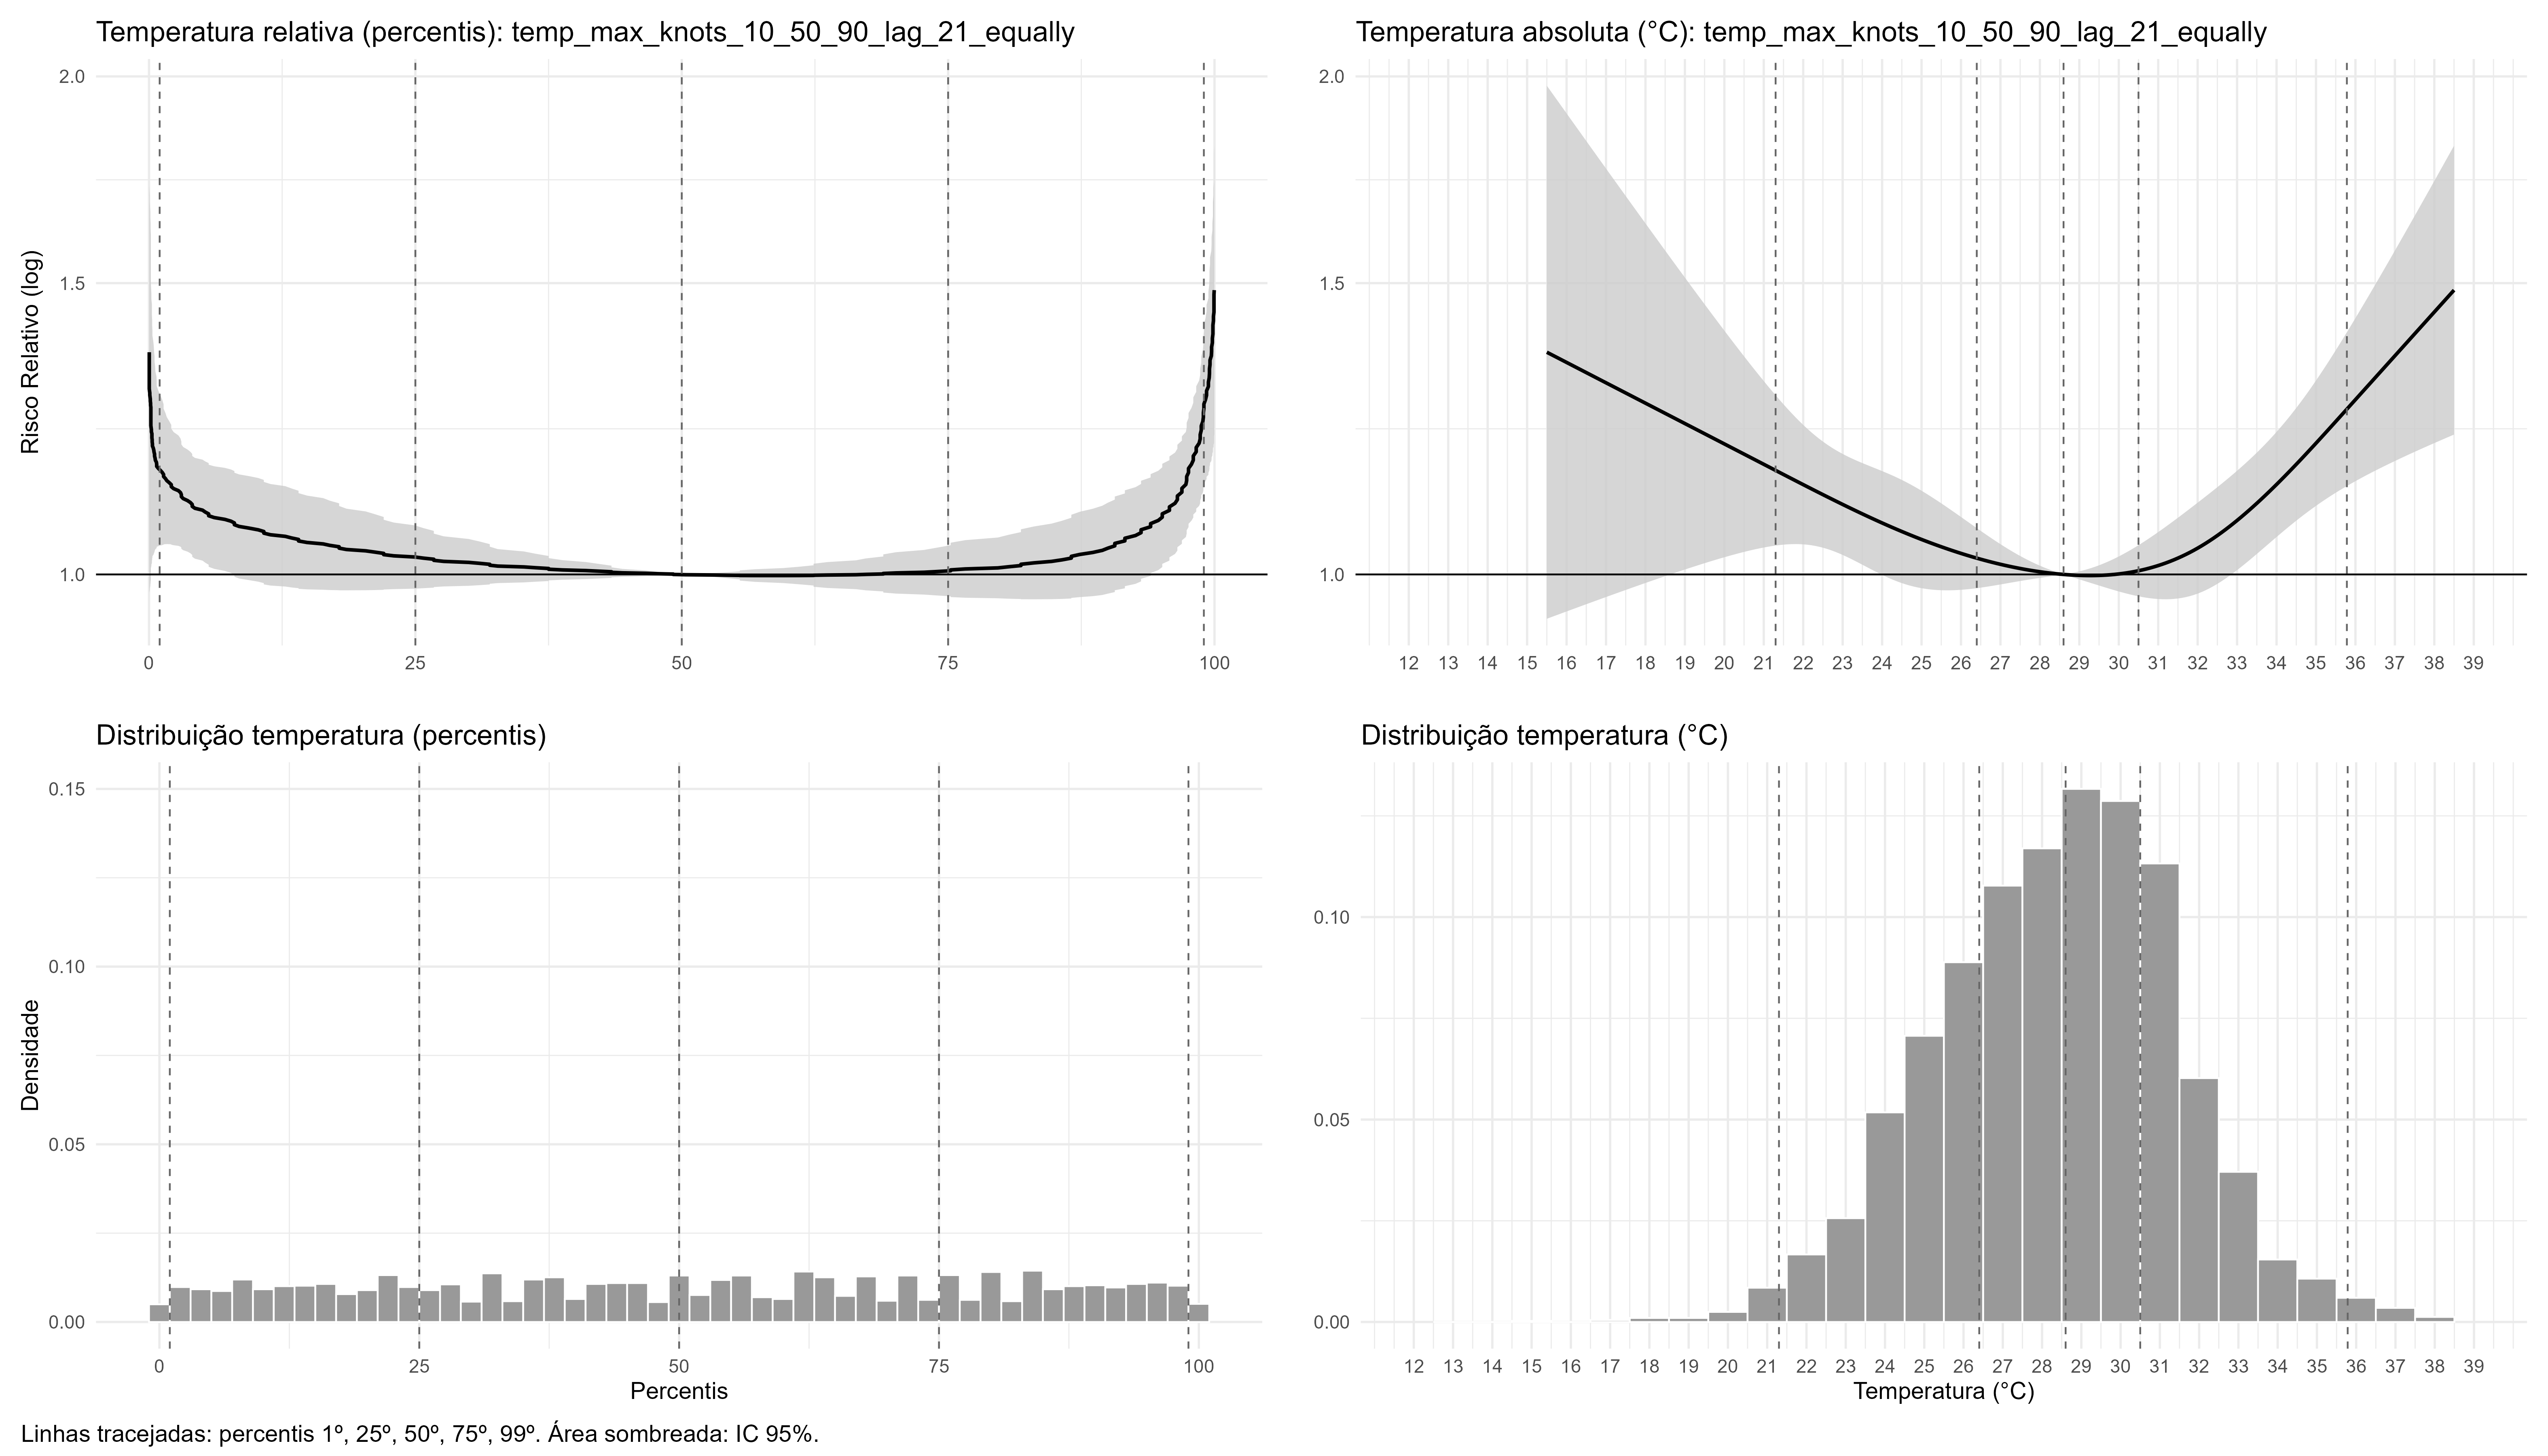 Temperatura relativa (percentis): temp_max_knots_10_50_90_lag_21_equally
2.0
1.5
1.0
Risco Relativo (log)
0 25 50 75 100
Temperatura absoluta (°C): temp_max_knots_10_50_90_lag_21_equally
2.0
1.5
1.0
12 13 14 15 16 17 18 19 20 21 22 23 24 25 26 27 28 29 30 31 32 33 34 35 36 37 38 39
Distribuição temperatura (percentis)
0.15
0.10
0.05
0.00
Densidade
0 25 50 75 100
Percentis
Distribuição temperatura (°C)
0.10
0.05
0.00
12 13 14 15 16 17 18 19 20 21 22 23 24 25 26 27 28 29 30 31 32 33 34 35 36 37 38 39
Temperatura (°C)
Linhas tracejadas: percentis 1º, 25º, 50º, 75º, 99º. Área sombreada: IC 95%.